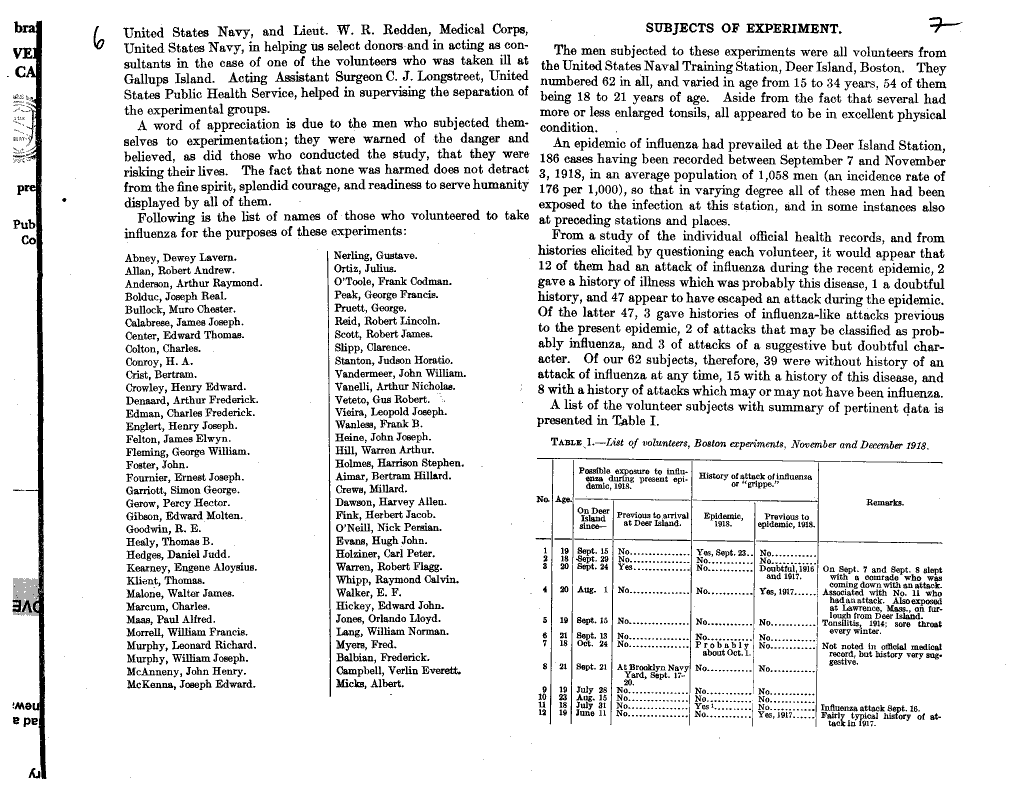 6
United States Navy, and Lieut. W. R. Redden, Medical Corps,
United States Navy, in helping us select donors and in acting as con-
sultants in the case of one of the volunteers who was taken ill at
Gallups Island. Acting Assistant Surgeon C. J. Longstreet, United
States Public Health Service, helped in supervising the separation of
the experimental groups.
A word of appreciation is due to the men who subjected them-
selves to experimentation; they were warned of the danger and
believed, as did those who conducted the study, that they were
risking their lives. The fact that none was harmed does not detract
from the fine spirit, splendid courage, and readiness to serve humanity
displayed by all of them.
Following is the list of names of those who volunteered to take
influenza for the purposes of these experiments:
Abney, Dewey Lavern.
Allan, Robert Andrew.
Anderson, Arthur Raymond.
Bolduc, Joseph Real.
Bullock, Muro Chester.
Calabrese, James Joseph.
Center, Edward Thomas.
Colton, Charles.
Conroy, H. A.
Crist, Bertram.
Crowley, Henry Edward.
Denaard, Arthur Frederick.
Edman, Charles Frederick.
Englert, Henry Joseph.
Felton, James Elwyn.
Fleming, George William.
Foster, John.
Fournier, Ernest Joseph.
Garriott, Simon George.
Gerow, Percy Hector.
Gibson, Edward Molten.
Goodwin, R. E.
Healy, Thomas B.
Hedges, Daniel Judd.
Kearney, Eugene Aloysius.
Klient, Thomas.
Malone, Walter James.
Marcum, Charles.
Maas, Paul Alfred.
Morrell, William Francis.
Murphy, Leonard Richard.
Murphy, William Joseph.
McAnneny, John Henry.
McKenna, Joseph Edward.
Nerling, Gustave.
Ortiz, Julius.
O'Toole, Frank Codman.
Peak, George Francis.
Pruett, George.
Reid, Robert Lincoln.
Scott, Robert James.
Slipp, Clarence.
Stanton, Judson Horatio.
Vandermeer, John William.
Vanelli, Arthur Nicholas.
Veteto, Gus Robert.
Vieira, Leopold Joseph.
Wanless, Frank B.
Heine, John Joseph.
Hill, Warren Arthur.
Holmes, Harrison Stephen.
Aimar, Bertram Hillard.
Crews, Millard.
Dawson, Harvey Allen.
Fink, Herbert Jacob.
O'Neill, Nick Persian.
Evans, Hugh John.
Holziner, Carl Peter.
Warren, Robert Flagg.
Whipp, Raymond Calvin.
Walker, E. F.
Hickey, Edward John.
Jones, Orlando Lloyd.
Lang, William Norman.
Myers, Fred.
Balbian, Frederick.
Campbell, Verlin Everett.
Micks, Albert.
7
SUBJECTS OF EXPERIMENT.
The men subjected to these experiments were all volunteers from
the United States Naval Training Station, Deer Island, Boston. They
numbered 62 in all, and varied in age from 15 to 34 years, 54 of them
being 18 to 21 years of age. Aside from the fact that several had
more or less enlarged tonsils, all appeared to be in excellent physical
condition.
An epidemic of influenza had prevailed at the Deer Island Station,
186 cases having been recorded between September 7 and November
3, 1918, in an average population of 1,058 men (an incidence rate of
176 per 1,000), so that in varying degree all of these men had been
exposed to the infection at this station, and in some instances also
at preceding stations and places.
From a study of the individual official health records, and from
histories elicited by questioning each volunteer, it would appear that
12 of them had an attack of influenza during the recent epidemic, 2
gave a history of illness which was probably this disease, 1 a doubtful
history, and 47 appear to have escaped an attack during the epidemic.
Of the latter 47, 3 gave histories of influenza-like attacks previous
to the present epidemic, 2 of attacks that may be classified as prob-
ably influenza, and 3 of attacks of a suggestive but doubtful char-
acter. Of our 62 subjects, therefore, 39 were without history of an
attack of influenza at any time, 15 with a history of this disease, and
8 with a history of attacks which may or may not have been influenza.
A list of the volunteer subjects with summary of pertinent data is
presented in Table I.
TABLE I.—List of volunteers, Boston experiments, November and December 1918.
No. Age. Possible exposure to influ-
enza during present epi-
demic, 1918. History of attack of influenza
or "grippe." Remarks.
On Deer
Island
since— Previous to arrival
at Deer Island. Epidemic,
1918. Previous to
epidemic, 1918.
1 19 Sept. 15 No. Yes, Sept. 23. No.
2 18 Sept. 29 No. No. No.
3 20 Sept. 24 Yes. No. Doubtful, 1916
and 1917. On Sept. 7 and Sept. 8 slept
with a comrade who was
coming down with an attack.
4 20 Aug. 1 No. No. Yes, 1917. Associated with No. 11 who
had an attack. Also exposed
at Lawrence, Mass., on fur-
lough from Deer Island.
5 19 Sept. 15 No. No. No. Tonsilitis, 1914; sore throat
every winter.
6 21 Sept. 13 No. No. No.
7 18 Oct. 24 No. Probably
about Oct. 1. No. Not noted in official medical
record, but history very sug-
gestive.
8 21 Sept. 21 At Brooklyn Navy
Yard, Sept. 17-
20. No. No.
9 19 July 28 No. No. No.
10 23 Aug. 15 No. No. No.
11 18 July 31 No. Yes 1. No. Influenza attack Sept. 16.
12 19 June 11 No. No. Yes, 1917. Fairly typical history of at-
tack in 1917.
bra
VE
CA
pre
Pub
Co